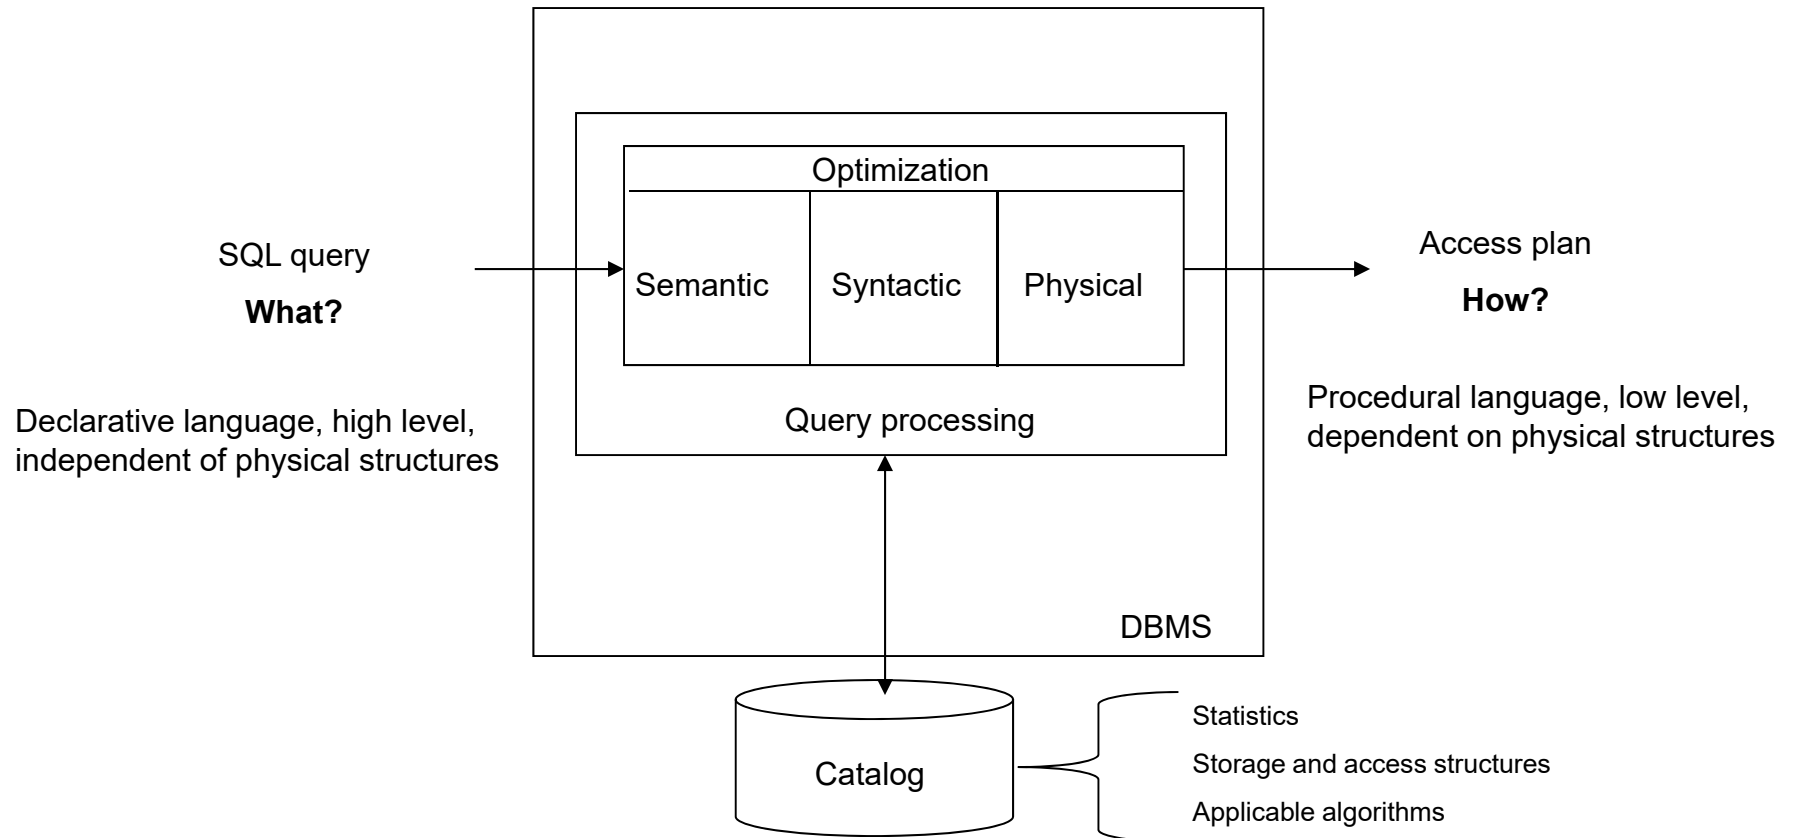 Optimization
SQL query
What?
Semantic
Syntactic
Physical
Access plan
How?
Declarative language, high level,
independent of physical structures
Query processing
Procedural language, low level,
dependent on physical structures
DBMS
Catalog
Statistics
Storage and access structures
Applicable algorithms